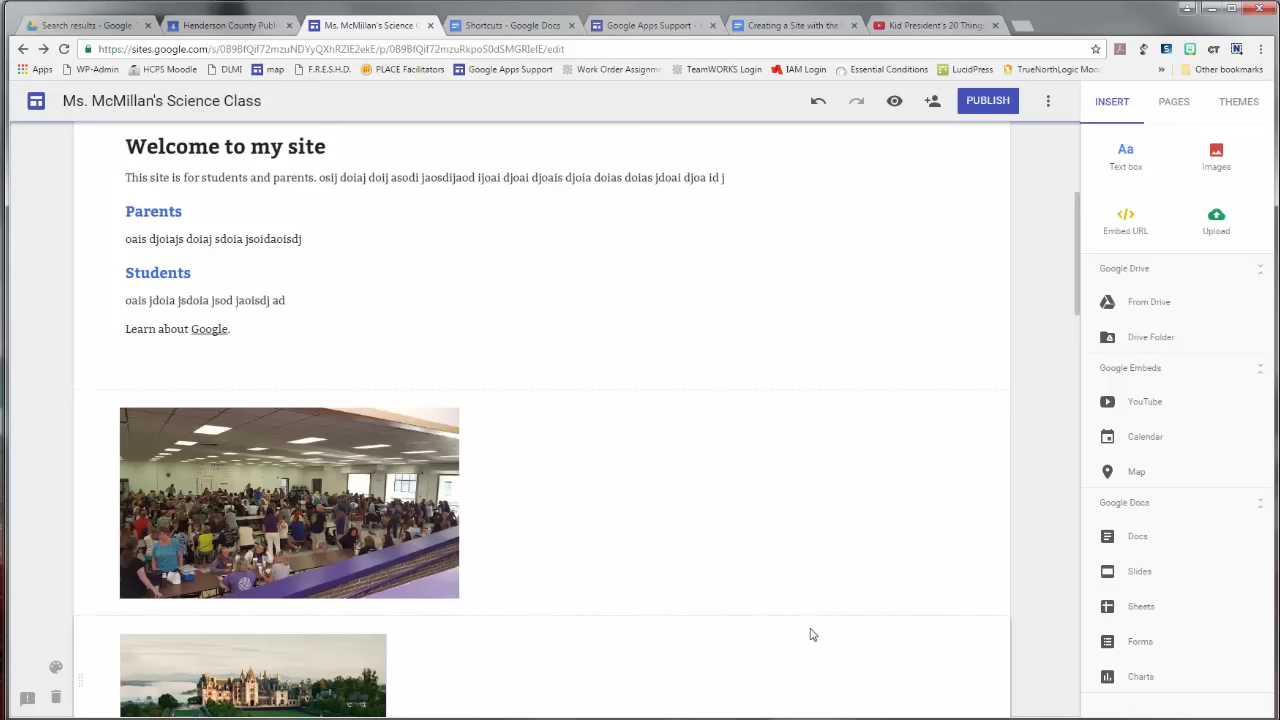 Search results - Google
Henderson County Publi
Ms. McMillan's Science C
Shortcuts - Google Docs
Google Apps Support -
Creating a Site with the
Kid President's 20 Thing
https://sites.google.com/s/0B9BfQif72mzuNDYyQXhRZlE2ekE/p/0B9BfQif72mzuRkpoS0dSMGRIelE/edit
Apps WP-Admin HCPS Moodle DLMI map F.R.E.S.H.D. PLACE Facilitators Google Apps Support Work Order Assignme TeamWORKS Login IAM Login Essential Conditions LucidPress TrueNorthLogic Moo » Other bookmarks
Ms. McMillan's Science Class
PUBLISH
INSERT PAGES THEMES
Welcome to my site
This site is for students and parents. osij doiaj doij asodi jaosdijaod ijoai djoai djoais djoia doias doias jdoai djoa id j
Parents
oais djoiajs doiaj sdoia jsoidaoisdj
Students
oais jdoia jsdoia jsod jaoisdj ad
Learn about Google.
Aa
Text box
Images
Embed URL
Upload
Google Drive
From Drive
Drive Folder
Google Embeds
YouTube
Calendar
Map
Google Docs
Docs
Slides
Sheets
Forms
Charts